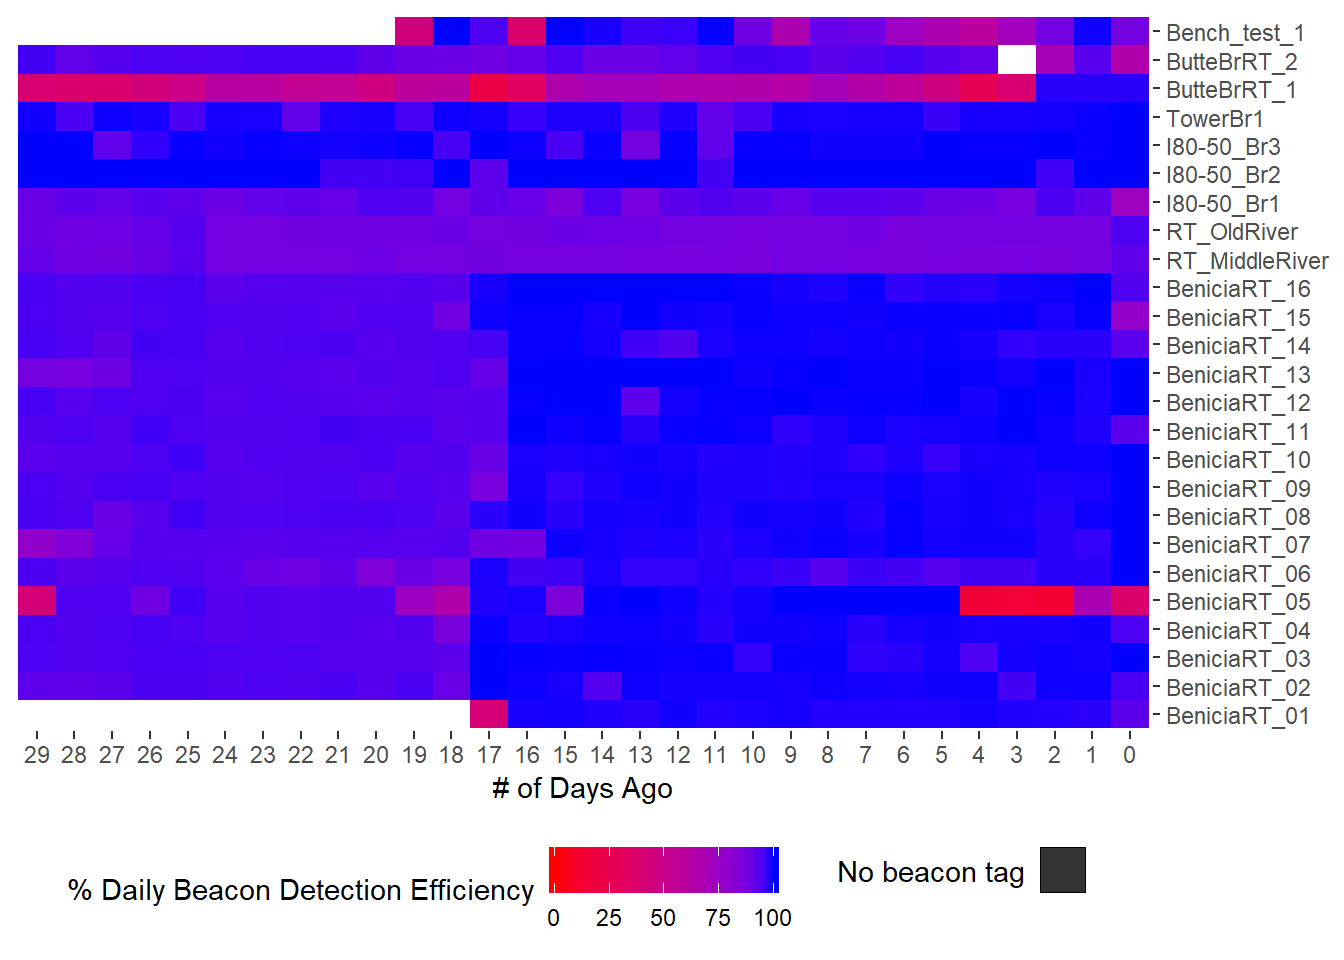 Bench_test_1
ButteBrRT_2
ButteBrRT_1
TowerBr1
I80-50_Br3
I80-50_Br2
I80-50_Br1
RT_OldRiver
RT_MiddleRiver
BeniciaRT_16
BeniciaRT_15
BeniciaRT_14
BeniciaRT_13
BeniciaRT_12
BeniciaRT_11
BeniciaRT_10
BeniciaRT_09
BeniciaRT_08
BeniciaRT_07
BeniciaRT_06
BeniciaRT_05
BeniciaRT_04
BeniciaRT_03
BeniciaRT_02
BeniciaRT_01
29 28 27 26 25 24 23 22 21 20 19 18 17 16 15 14 13 12 11 10 9 8 7 6 5 4 3 2 1 0
# of Days Ago
% Daily Beacon Detection Efficiency
0 25 50 75 100
No beacon tag